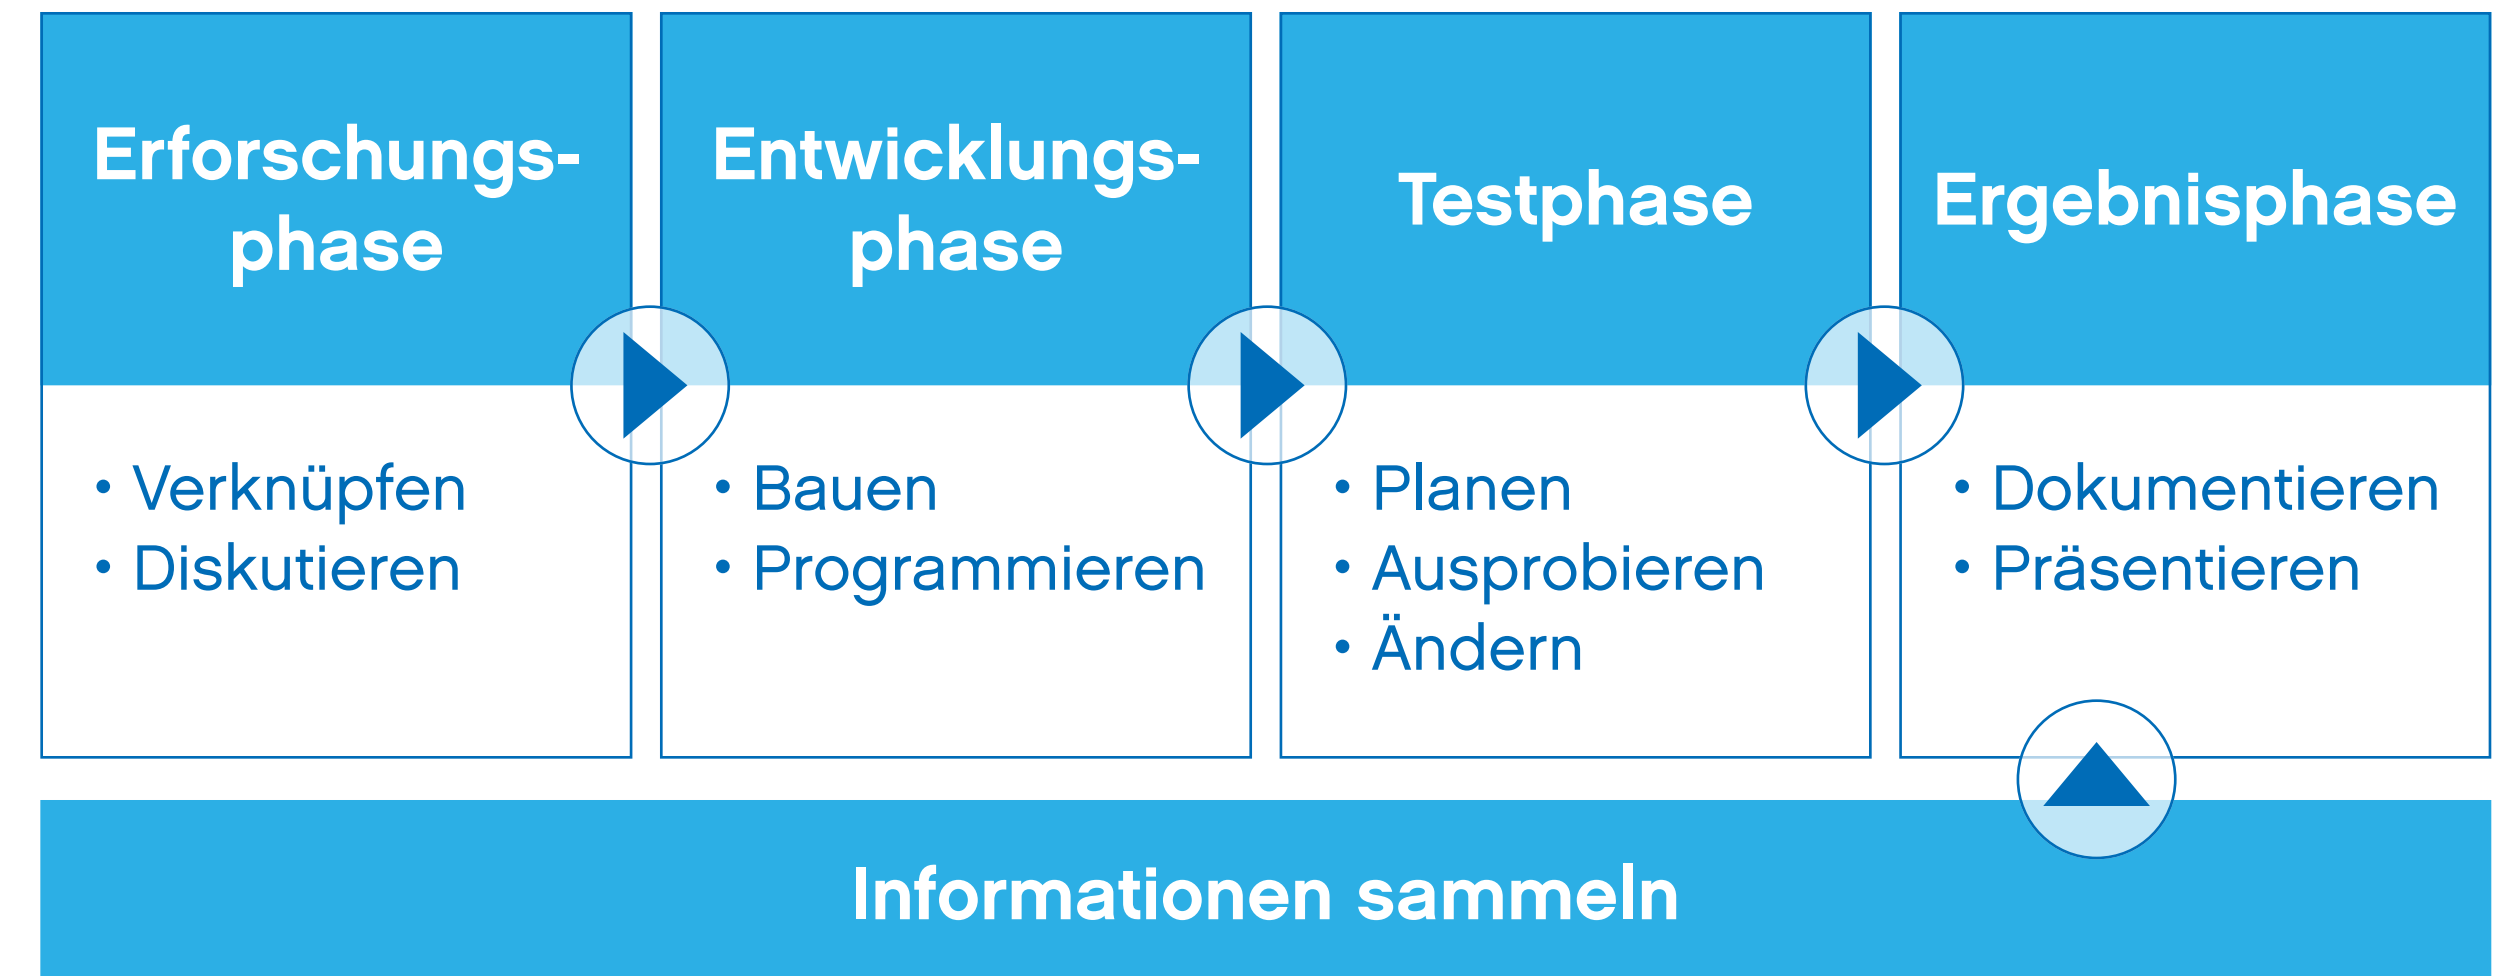 Erforschungs-
phase
• Verknüpfen
• Diskutieren
Entwicklungs-
phase
• Bauen
• Programmieren
Testphase
• Planen
• Ausprobieren
• Ändern
Ergebnisphase
• Dokumentieren
• Präsentieren
Informationen sammeln